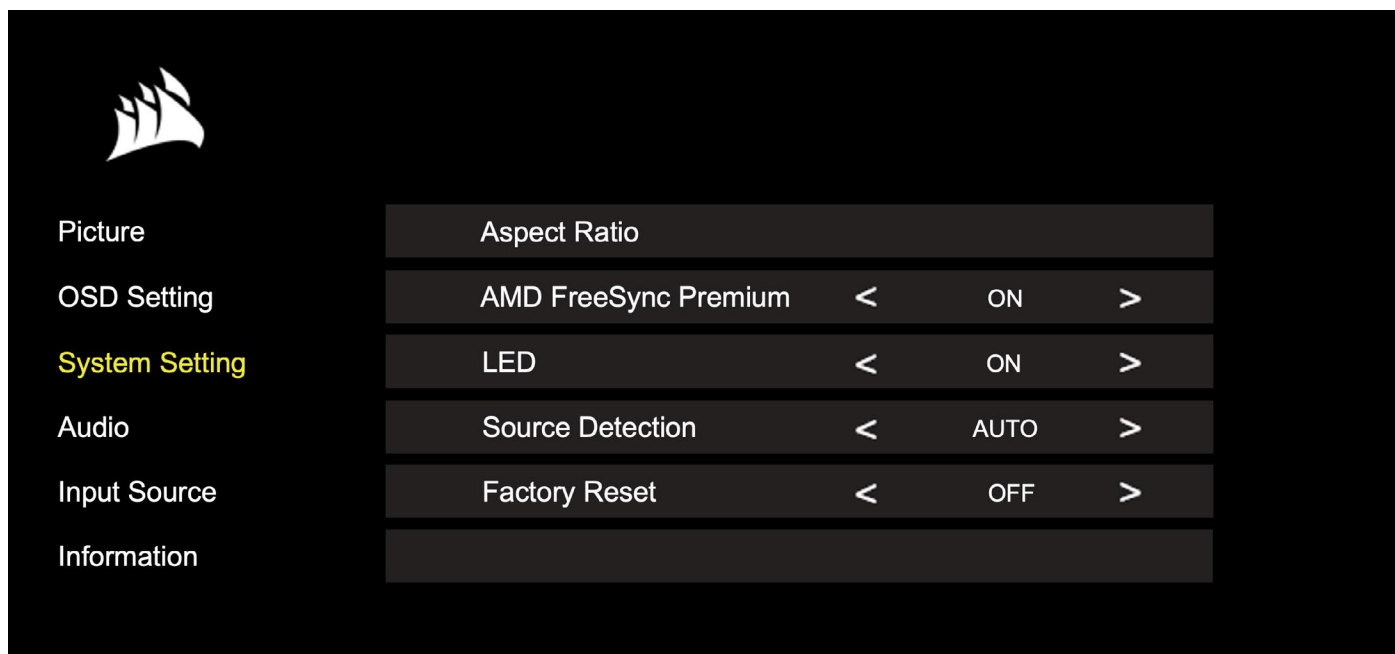 Picture Aspect Ratio
OSD Setting AMD FreeSync Premium < ON >
System Setting LED < ON >
Audio Source Detection < AUTO >
Input Source Factory Reset < OFF >
Information